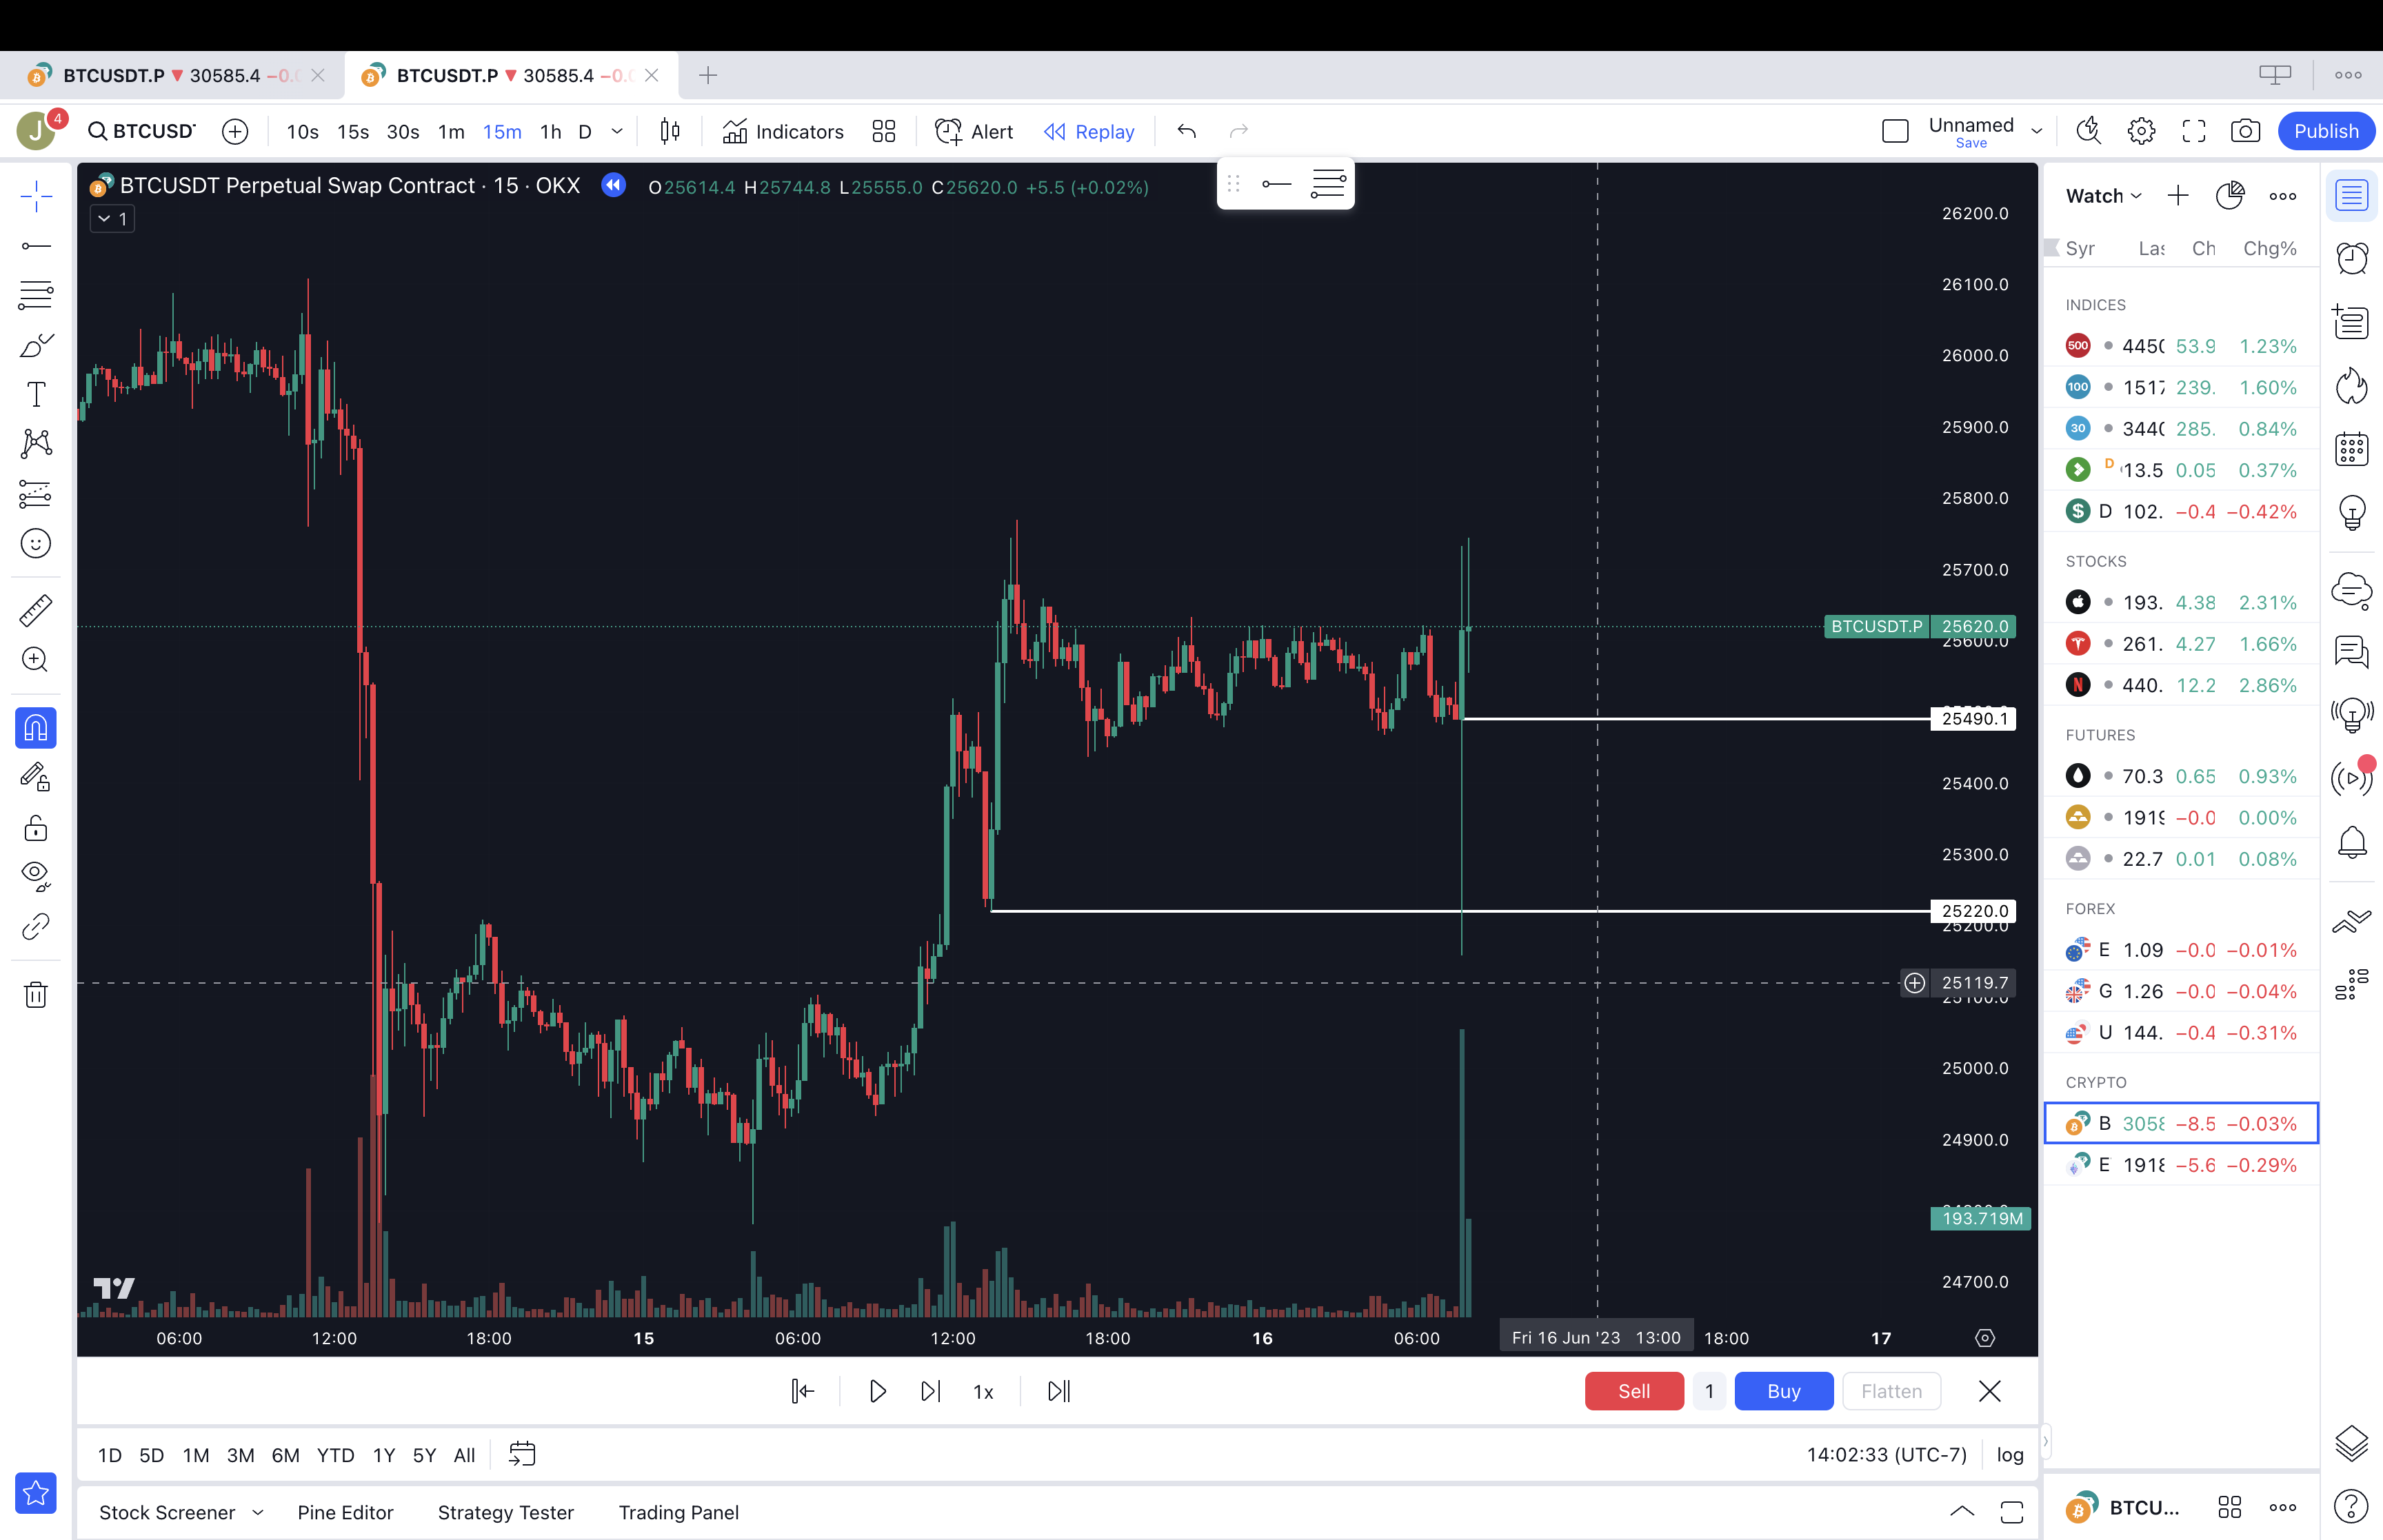 BTCUSDT.P ▼ 30585.4 −0.0
BTCUSDT.P ▼ 30585.4 −0.0
J 4
BTCUSD
10s 15s 30s 1m 15m 1h D
Indicators
Alert
Replay
Unnamed
Save
Publish
BTCUSDT Perpetual Swap Contract · 15 · OKX
O25614.4 H25744.8 L25555.0 C25620.0 +5.5 (+0.02%)
1
26200.0
26100.0
26000.0
25900.0
25800.0
25700.0
BTCUSDT.P 25620.0
25600.0
25490.1
25400.0
25300.0
25220.0
25200.0
25119.7
25100.0
25000.0
24900.0
193.719M
24700.0
06:00 12:00 18:00 15 06:00 12:00 18:00 16 06:00 Fri 16 Jun '23 13:00 18:00 17
1x
Sell 1 Buy Flatten
1D 5D 1M 3M 6M YTD 1Y 5Y All
14:02:33 (UTC-7) log
Stock Screener Pine Editor Strategy Tester Trading Panel
Watch
Syr Las Ch Chg%
INDICES
500 445 53.9 1.23%
100 1517 239. 1.60%
30 344 285. 0.84%
D 13.5 0.05 0.37%
$ D 102. −0.4 −0.42%
STOCKS
193. 4.38 2.31%
261. 4.27 1.66%
N 440. 12.2 2.86%
FUTURES
70.3 0.65 0.93%
1919 −0.0 0.00%
22.7 0.01 0.08%
FOREX
E 1.09 −0.0 −0.01%
G 1.26 −0.0 −0.04%
U 144. −0.4 −0.31%
CRYPTO
B 3058 −8.5 −0.03%
E 1918 −5.6 −0.29%
BTCU...